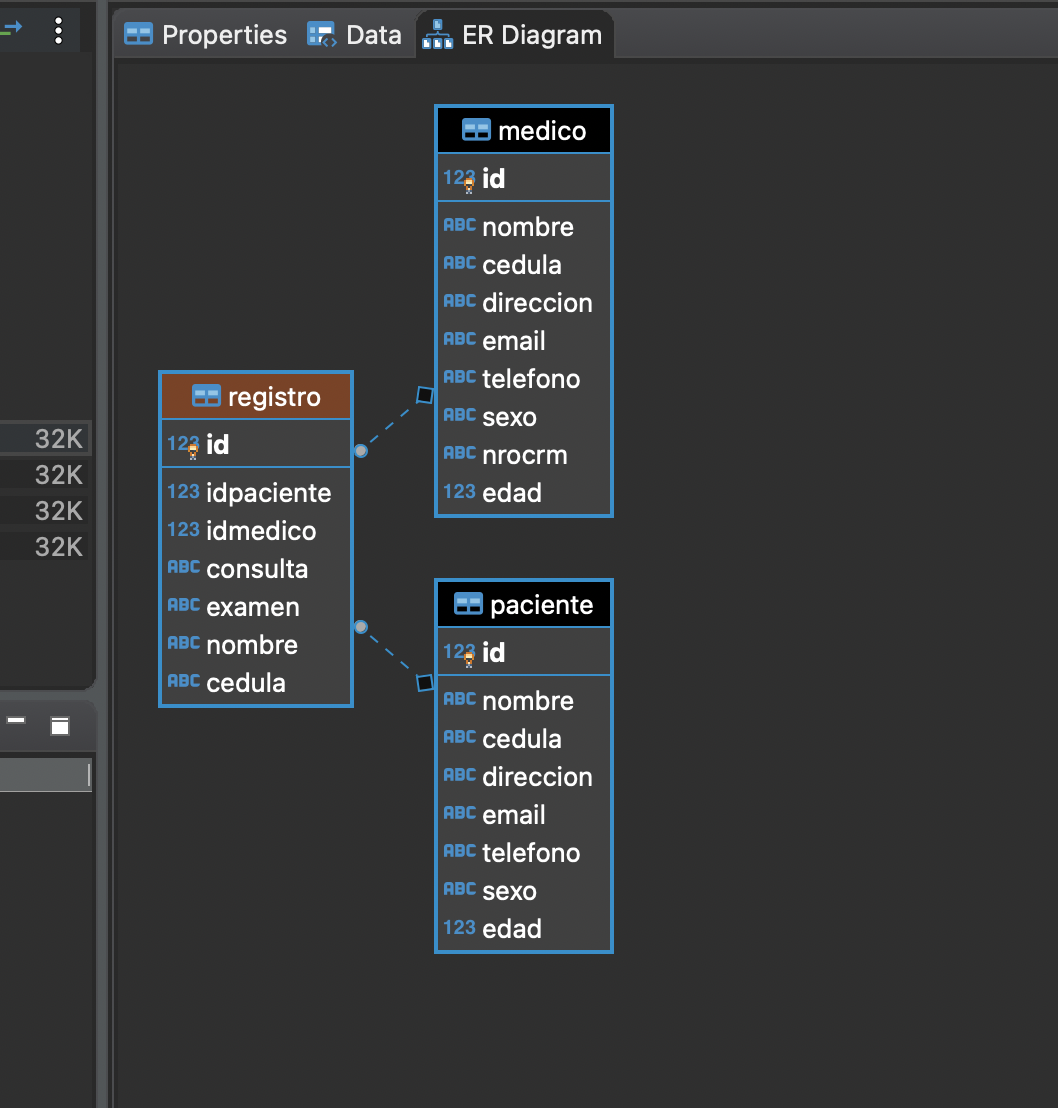 Properties Data ER Diagram
medico
123 id
ABC nombre
ABC cedula
ABC direccion
ABC email
ABC telefono
ABC sexo
ABC nrocrm
123 edad
registro
123 id
123 idpaciente
123 idmedico
ABC consulta
ABC examen
ABC nombre
ABC cedula
paciente
123 id
ABC nombre
ABC cedula
ABC direccion
ABC email
ABC telefono
ABC sexo
123 edad
32K
32K
32K
32K